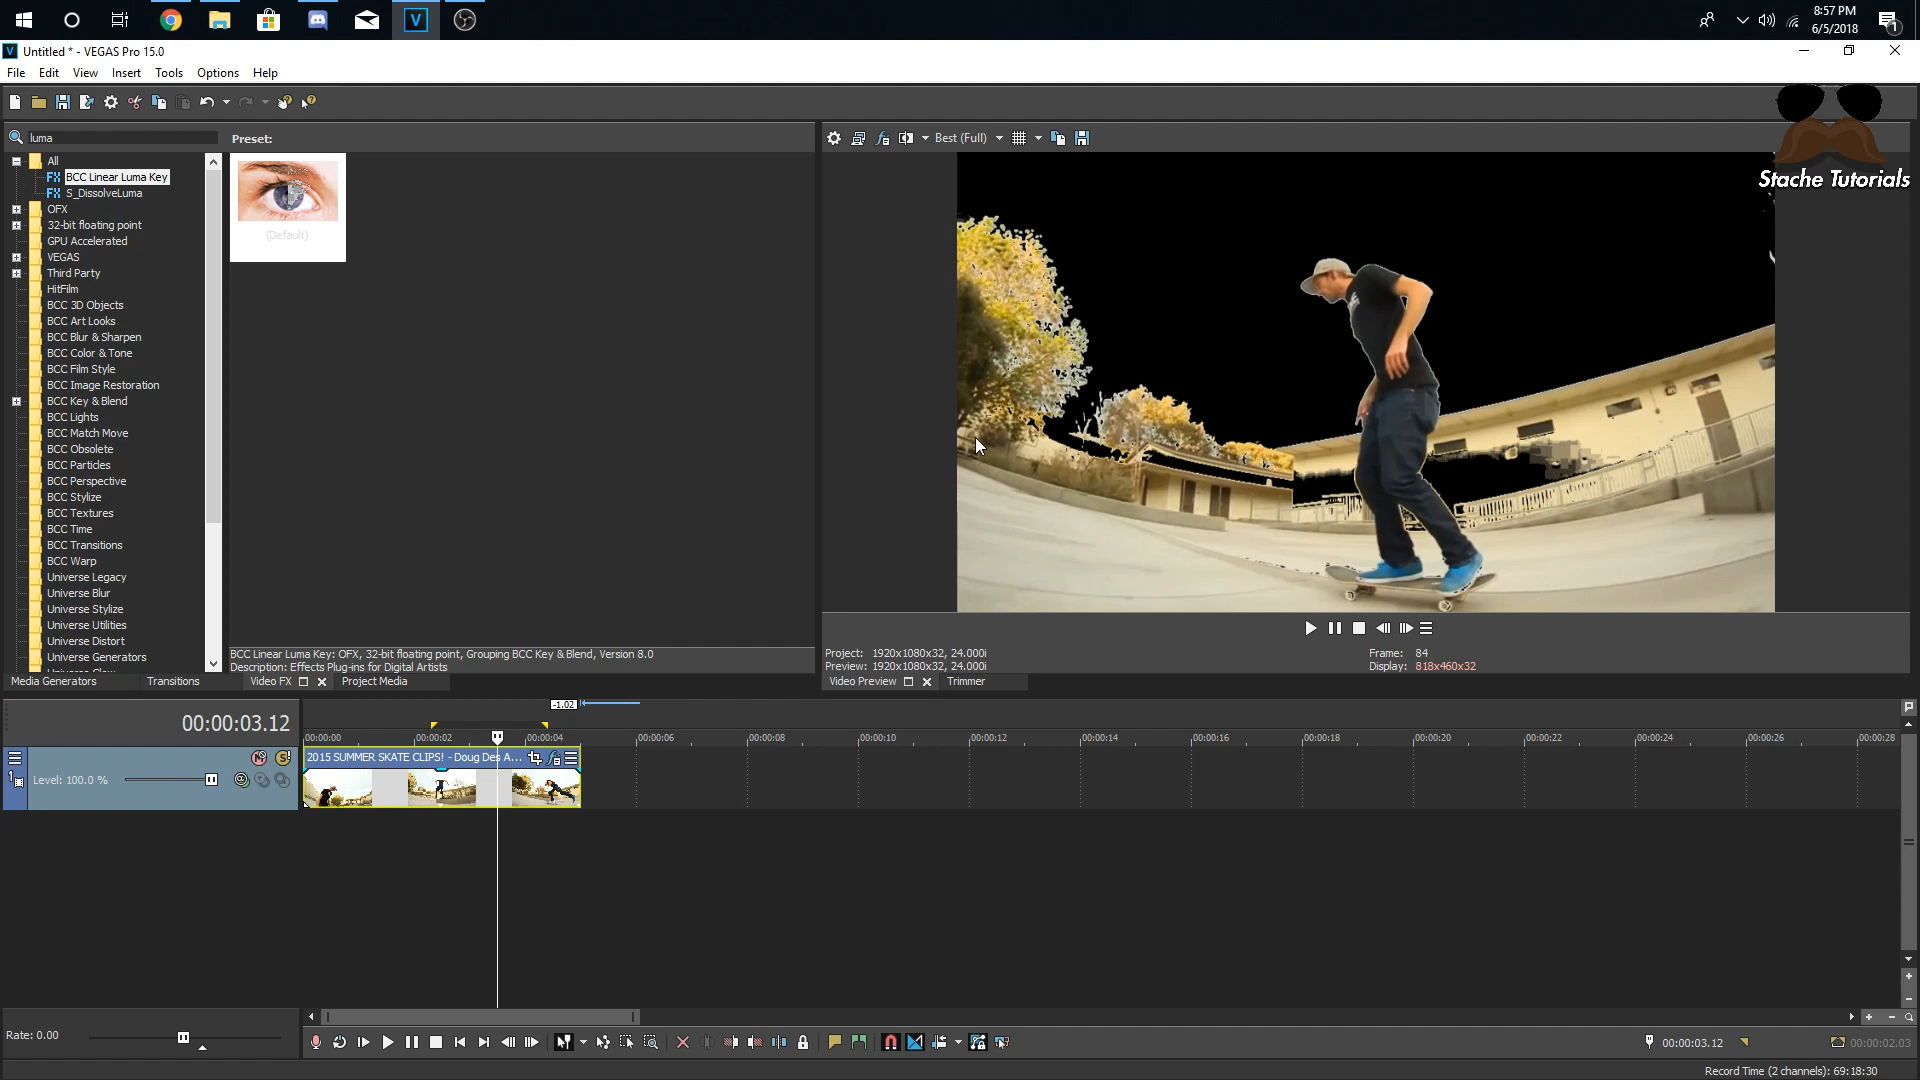 8:57 PM
6/5/2018
1
Untitled * - VEGAS Pro 15.0
File Edit View Insert Tools Options Help
luma
Preset:
Best (Full)
Stache Tutorials
All
BCC Linear Luma Key
S_DissolveLuma
OFX
32-bit floating point
GPU Accelerated
VEGAS
Third Party
HitFilm
BCC 3D Objects
BCC Art Looks
BCC Blur & Sharpen
BCC Color & Tone
BCC Film Style
BCC Image Restoration
BCC Key & Blend
BCC Lights
BCC Match Move
BCC Obsolete
BCC Particles
BCC Perspective
BCC Stylize
BCC Textures
BCC Time
BCC Transitions
BCC Warp
Universe Legacy
Universe Blur
Universe Stylize
Universe Utilities
Universe Distort
Universe Generators
(Default)
BCC Linear Luma Key: OFX, 32-bit floating point, Grouping BCC Key & Blend, Version 8.0
Description: Effects Plug-ins for Digital Artists
Media Generators Transitions Video FX Project Media
Project: 1920x1080x32, 24.000i
Preview: 1920x1080x32, 24.000i
Frame: 84
Display: 818x460x32
Video Preview Trimmer
-1.02
00:00:03.12
00:00:00 00:00:02 00:00:04 00:00:06 00:00:08 00:00:10 00:00:12 00:00:14 00:00:16 00:00:18 00:00:20 00:00:22 00:00:24 00:00:26 00:00:28
2015 SUMMER SKATE CLIPS! - Doug Des A...
1
Level: 100.0 %
Rate: 0.00
00:00:03.12
00:00:02.03
Record Time (2 channels): 69:18:30